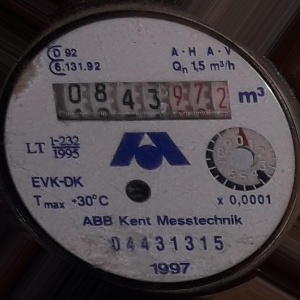 D 92
6.131.92
A · H A · V
Qn 1,5 m³/h
0843972 m³
LT 1-232
1995
EVK-DK
Tmax +30°C
x 0,0001
ABB Kent Messtechnik
04431315
1997